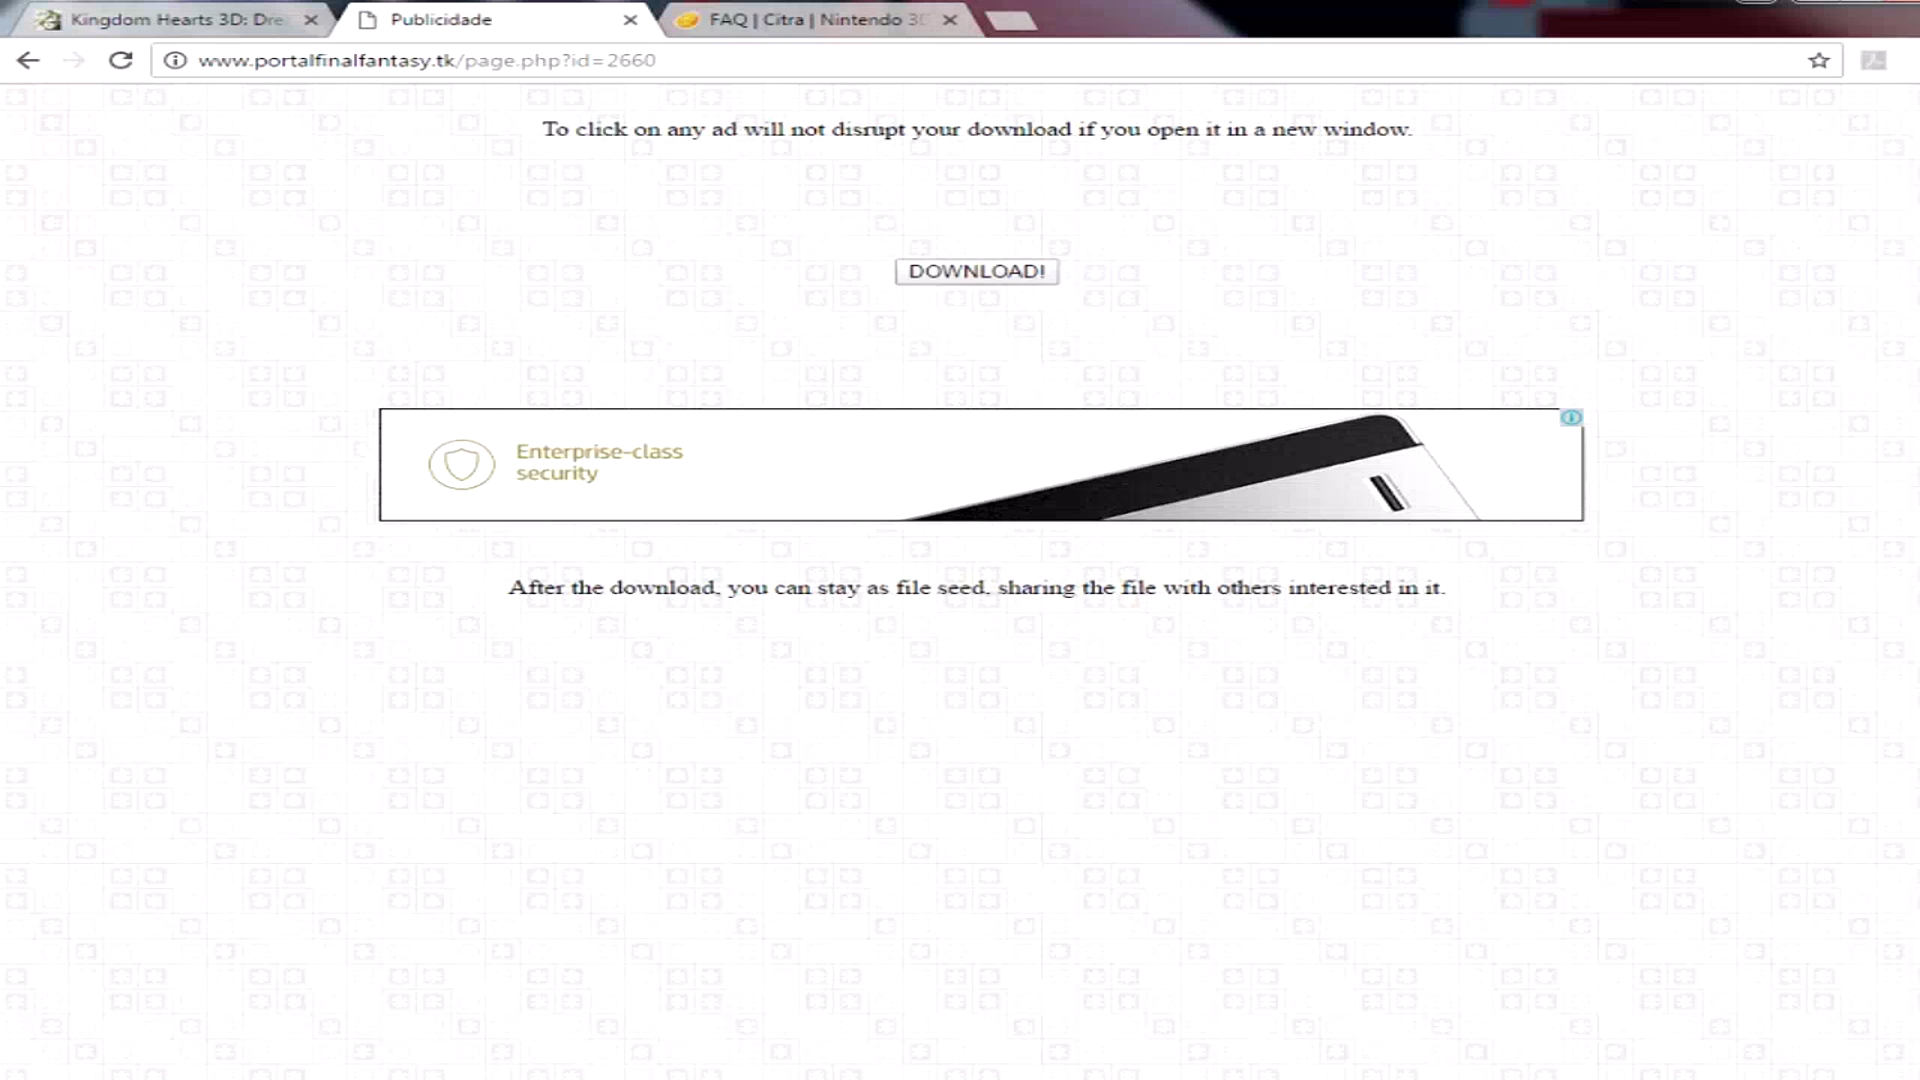 Kingdom Hearts 3D: Dre
Publicidade
FAQ | Citra | Nintendo 3D
www.portalfinalfantasy.tk/page.php?id=2660
To click on any ad will not disrupt your download if you open it in a new window.
DOWNLOAD!
Enterprise-class
security
After the download, you can stay as file seed, sharing the file with others interested in it.